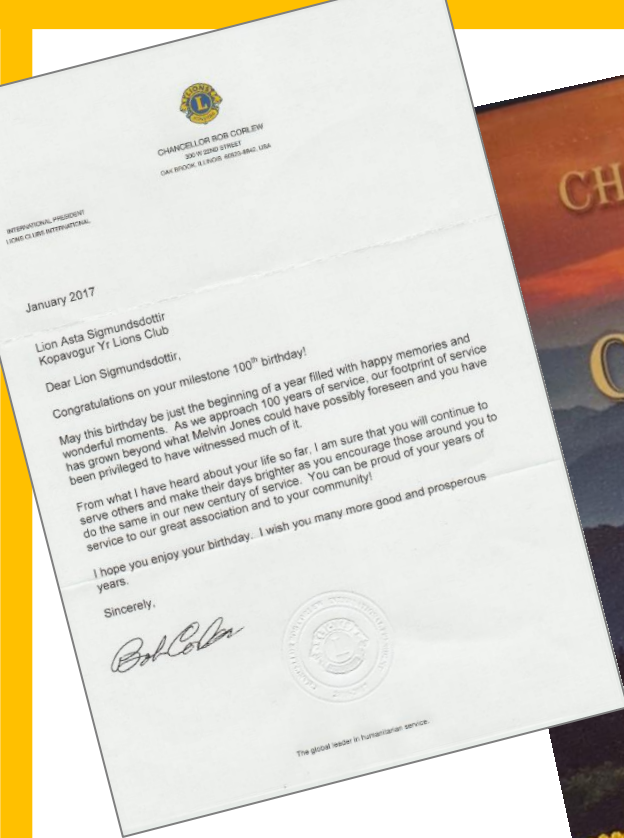 LIONS
L
CHANCELLOR BOB CORLEW
300 W 22ND STREET
OAK BROOK, ILLINOIS 60523-8842, USA
INTERNATIONAL PRESIDENT
LIONS CLUBS INTERNATIONAL
January 2017
Lion Asta Sigmundsdottir
Kopavogur Yr Lions Club
Dear Lion Sigmundsdottir,
Congratulations on your milestone 100th birthday!
May this birthday be just the beginning of a year filled with happy memories and
wonderful moments. As we approach 100 years of service, our footprint of service
has grown beyond what Melvin Jones could have possibly foreseen and you have
been privileged to have witnessed much of it.
From what I have heard about your life so far, I am sure that you will continue to
serve others and make their days brighter as you encourage those around you to
do the same in our new century of service. You can be proud of your years of
service to our great association and to your community!
I hope you enjoy your birthday. I wish you many more good and prosperous
years.
Sincerely,
Bob Corlew
The global leader in humanitarian service.
CH
C